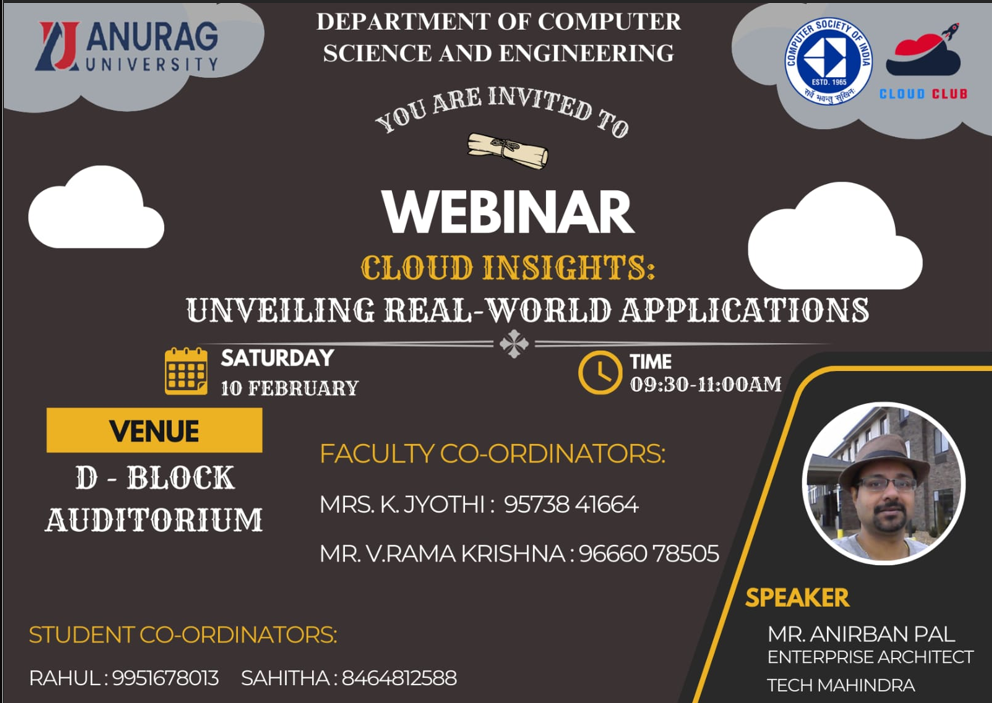 ANURAG
UNIVERSITY
DEPARTMENT OF COMPUTER
SCIENCE AND ENGINEERING
COMPUTER SOCIETY OF INDIA
ESTD. 1965
सर्वे भवन्तु सुखिनः
CLOUD CLUB
YOU ARE INVITED TO
WEBINAR
CLOUD INSIGHTS:
UNVEILING REAL-WORLD APPLICATIONS
SATURDAY
10 FEBRUARY
TIME
09:30-11:00AM
VENUE
D - BLOCK
AUDITORIUM
FACULTY CO-ORDINATORS:
MRS. K. JYOTHI : 95738 41664
MR. V.RAMA KRISHNA : 96660 78505
STUDENT CO-ORDINATORS:
RAHUL : 9951678013 SAHITHA : 8464812588
SPEAKER
MR. ANIRBAN PAL
ENTERPRISE ARCHITECT
TECH MAHINDRA